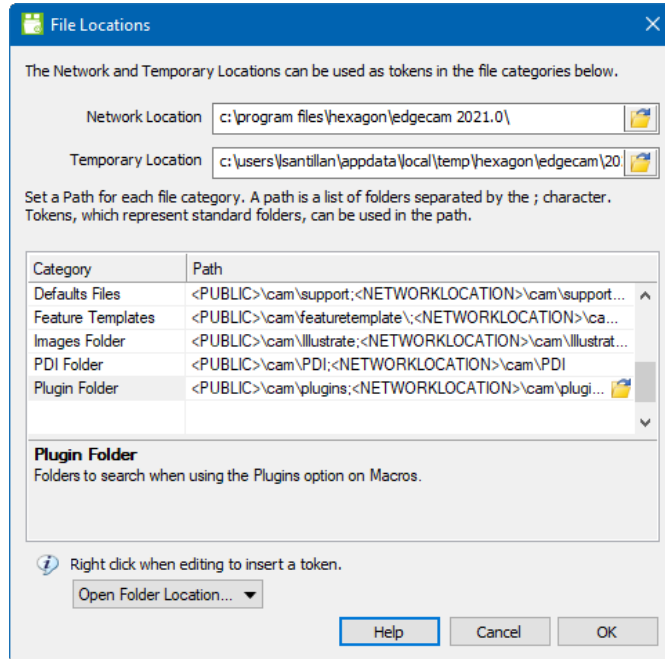 File Locations
The Network and Temporary Locations can be used as tokens in the file categories below.
Network Location c:\program files\hexagon\edgecam 2021.0\
Temporary Location c:\users\lsantillan\appdata\local\temp\hexagon\edgecam\20
Set a Path for each file category. A path is a list of folders separated by the ; character.
Tokens, which represent standard folders, can be used in the path.
Category Path
Defaults Files <PUBLIC>\cam\support;<NETWORKLOCATION>\cam\support...
Feature Templates <PUBLIC>\cam\featuretemplate\;<NETWORKLOCATION>\ca...
Images Folder <PUBLIC>\cam\Illustrate;<NETWORKLOCATION>\cam\Illustrat...
PDI Folder <PUBLIC>\cam\PDI;<NETWORKLOCATION>\cam\PDI
Plugin Folder <PUBLIC>\cam\plugins;<NETWORKLOCATION>\cam\plugi...
Plugin Folder
Folders to search when using the Plugins option on Macros.
Right click when editing to insert a token.
Open Folder Location...
Help Cancel OK